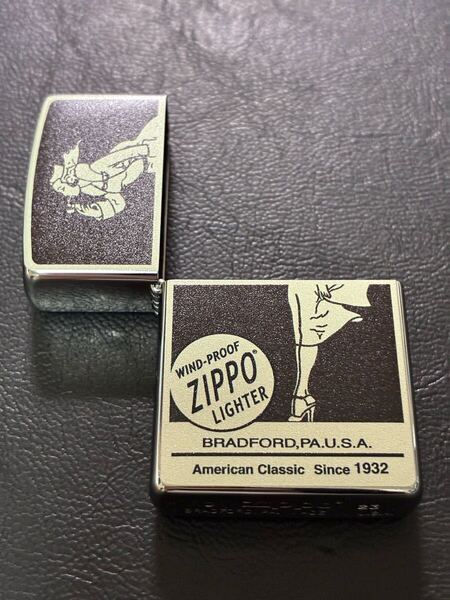 WIND-PROOF
ZIPPO®
LIGHTER
BRADFORD,PA.U.S.A.
American Classic Since 1932